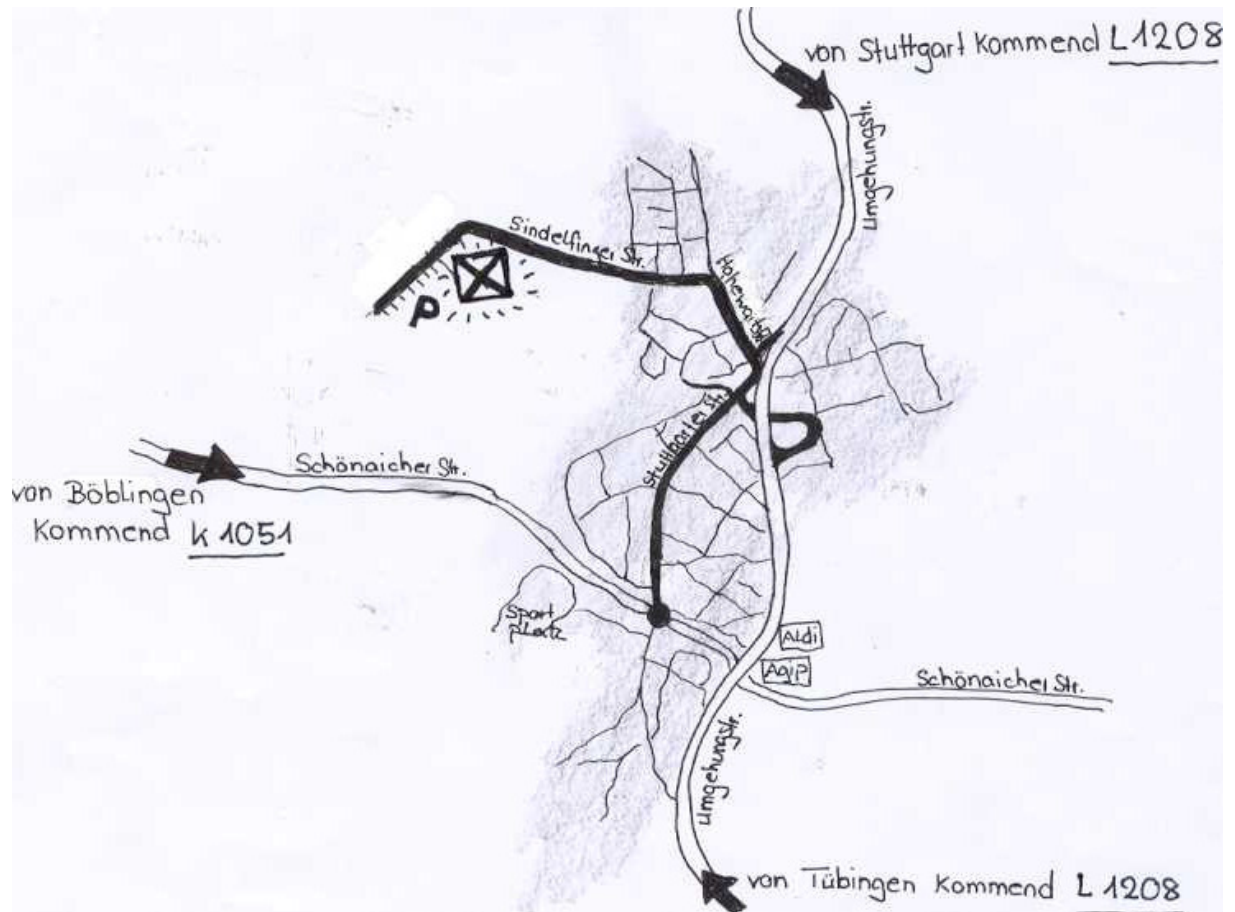 von Stuttgart Kommend L1208
Umgehungstr.
Sindelfinger Str.
P
Stuttgarter Str.
Schönaicher Str.
von Böblingen
Kommend K 1051
Sport
platz
ALdi
Agip
Schönaicher Str.
Umgehungstr.
von Tübingen Kommend L 1208